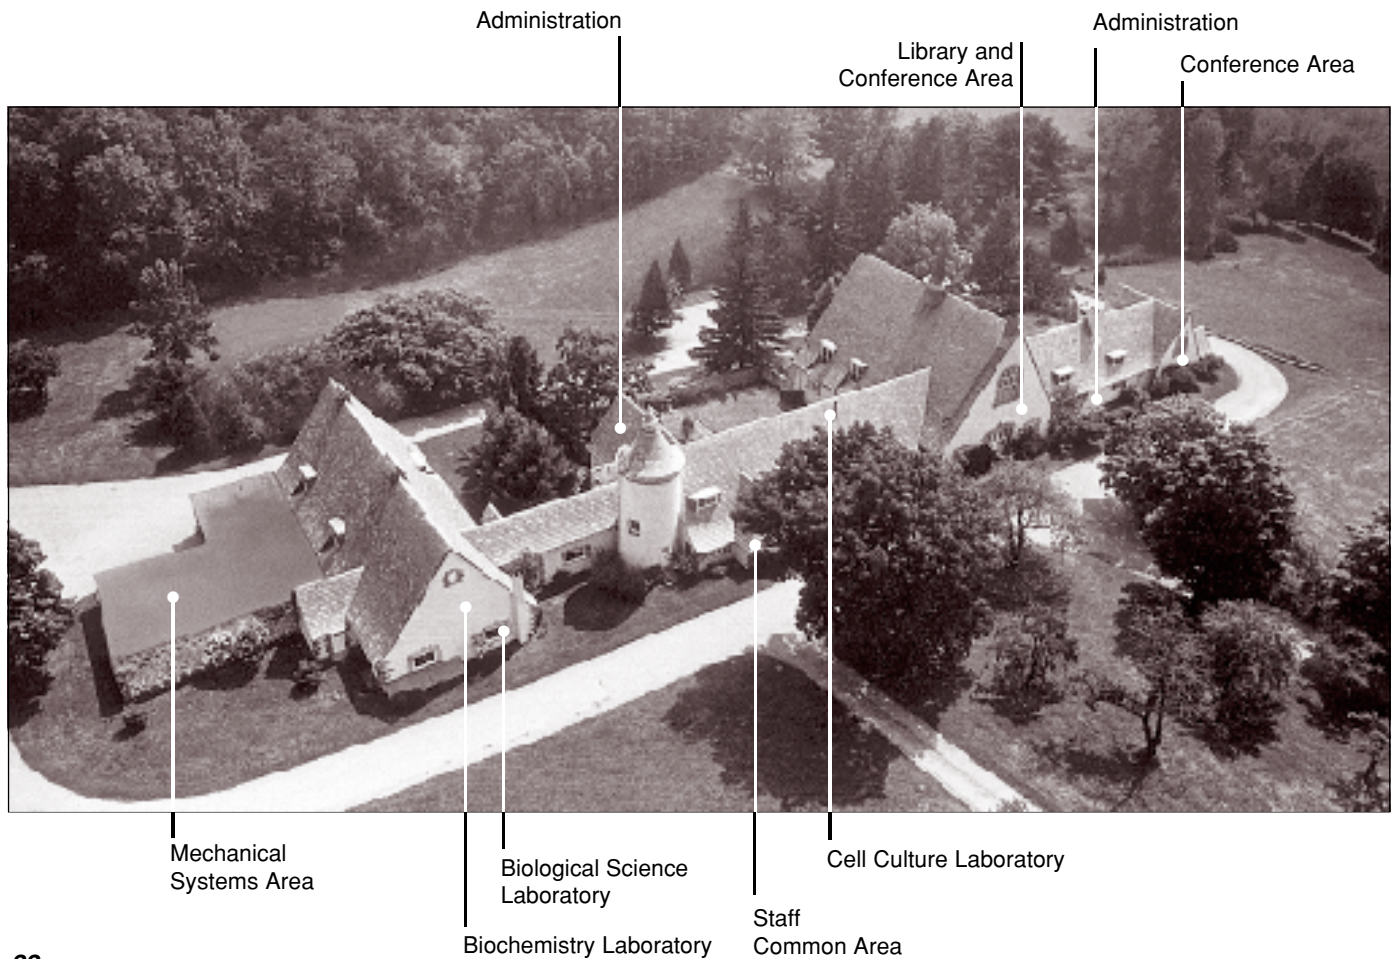 Administration
Administration
Library and
Conference Area
Conference Area
Mechanical
Systems Area
Biological Science
Laboratory
Cell Culture Laboratory
Staff
Common Area
Biochemistry Laboratory